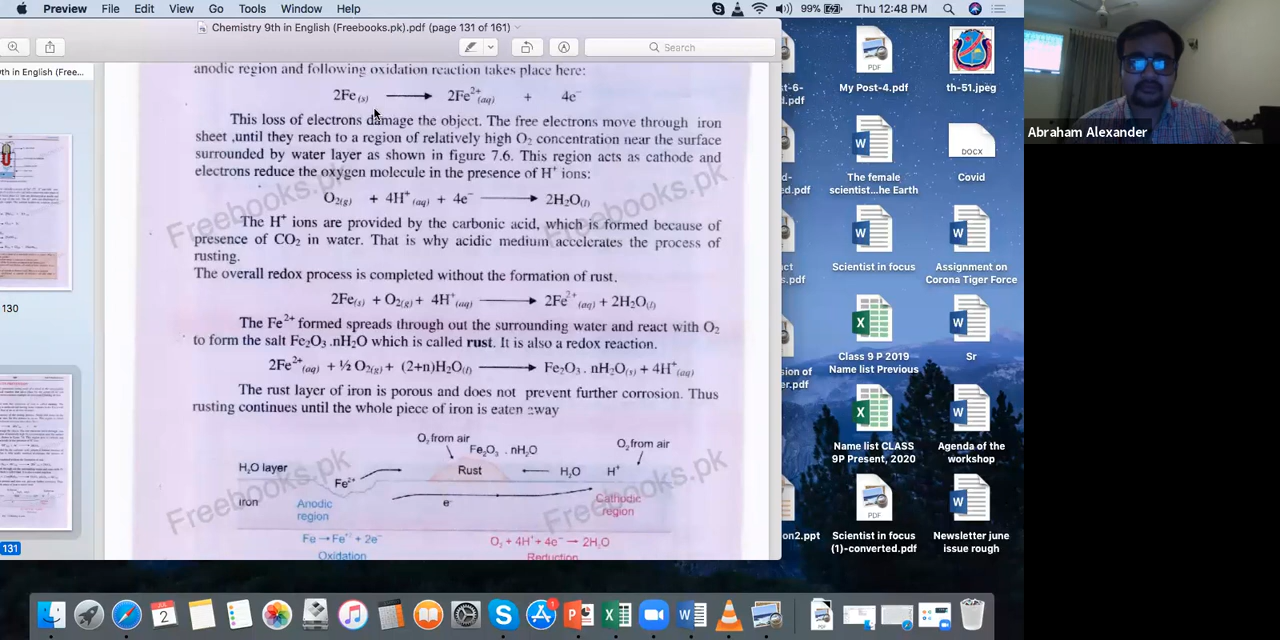 Preview File Edit View Go Tools Window Help
99% Thu 12:48 PM
Chemistry 9th in English (Freebooks.pk).pdf (page 131 of 161)
Search
9th in English (Free...
130
131
anodic region and following oxidation reaction takes place here:
2Fe(s) ⟶ 2Fe²⁺(aq) + 4e⁻
This loss of electrons damage the object. The free electrons move through iron
sheet ,until they reach to a region of relatively high O₂ concentration near the surface
surrounded by water layer as shown in figure 7.6. This region acts as cathode and
electrons reduce the oxygen molecule in the presence of H⁺ ions:
O₂(g) + 4H⁺(aq) + 4e⁻ ⟶ 2H₂O(l)
The H⁺ ions are provided by the carbonic acid, which is formed because of
presence of CO₂ in water. That is why acidic medium accelerates the process of
rusting.
The overall redox process is completed without the formation of rust.
2Fe(s) + O₂(g) + 4H⁺(aq) ⟶ 2Fe²⁺(aq) + 2H₂O(l)
The Fe²⁺ formed spreads through out the surrounding water and react with O₂
to form the salt Fe₂O₃.nH₂O which is called rust. It is also a redox reaction.
2Fe²⁺(aq) + ½ O₂(g) + (2+n)H₂O(l) ⟶ Fe₂O₃ . nH₂O(s) + 4H⁺(aq)
The rust layer of iron is porous and does not prevent further corrosion. Thus
rusting continues until the whole piece of iron is eaten away
O₂ from air
Fe₂O₃ . nH₂O
O₂ from air
H₂O layer
Rust
H₂O
H⁺
Fe²⁺
iron
Anodic
region
e⁻
Cathodic
region
Fe → Fe²⁺ + 2e⁻
O₂ + 4H⁺ + 4e⁻ → 2H₂O
Oxidation
Reduction
Freebooks.pk
Freebooks.pk
Freebooks.pk
Freebooks.pk
st-6-
d.pdf
My Post-4.pdf
th-51.jpeg
The female
scientist...he Earth
DOCX
Covid
Scientist in focus
Assignment on
Corona Tiger Force
Class 9 P 2019
Name list Previous
Sr
Name list CLASS
9P Present, 2020
Agenda of the
workshop
Scientist in focus
(1)-converted.pdf
Newsletter june
issue rough
on2.ppt
Abraham Alexander